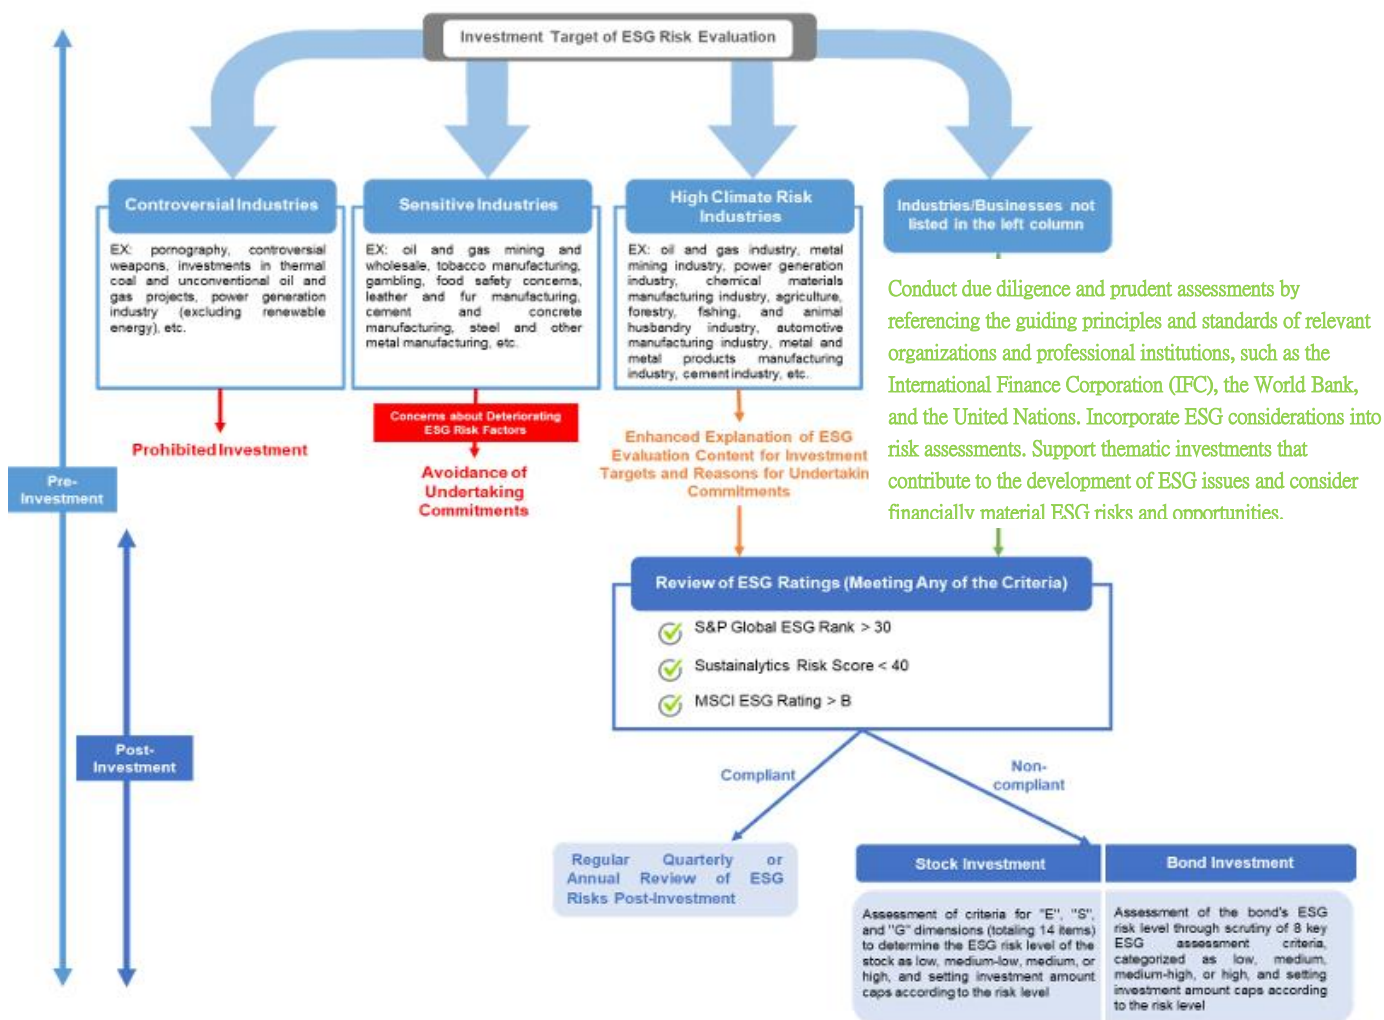 Investment Target of ESG Risk Evaluation
Controversial Industries
EX: pornography, controversial
weapons, investments in thermal
coal and unconventional oil and
gas projects, power generation
industry (excluding renewable
energy), etc.
Prohibited Investment
Sensitive Industries
EX: oil and gas mining and
wholesale, tobacco manufacturing,
gambling, food safety concerns,
leather and fur manufacturing,
cement and concrete
manufacturing, steel and other
metal manufacturing, etc.
Concerns about Deteriorating
ESG Risk Factors
Avoidance of
Undertaking
Commitments
High Climate Risk
Industries
EX: oil and gas industry, metal
mining industry, power generation
industry, chemical materials
manufacturing industry, agriculture,
forestry, fishing, and animal
husbandry industry, automotive
manufacturing industry, metal and
metal products manufacturing
industry, cement industry, etc.
Enhanced Explanation of ESG
Evaluation Content for Investment
Targets and Reasons for Undertakin
Commitments
Industries/Businesses not
listed in the left column
Conduct due diligence and prudent assessments by
referencing the guiding principles and standards of relevant
organizations and professional institutions, such as the
International Finance Corporation (IFC), the World Bank,
and the United Nations. Incorporate ESG considerations into
risk assessments. Support thematic investments that
contribute to the development of ESG issues and consider
financially material ESG risks and opportunities.
Pre-
Investment
Post-
Investment
Review of ESG Ratings (Meeting Any of the Criteria)
S&P Global ESG Rank > 30
Sustainalytics Risk Score < 40
MSCI ESG Rating > B
Compliant
Non-
compliant
Regular Quarterly or
Annual Review of ESG
Risks Post-Investment
Stock Investment
Assessment of criteria for "E", "S",
and "G" dimensions (totaling 14 items)
to determine the ESG risk level of the
stock as low, medium-low, medium, or
high, and setting investment amount
caps according to the risk level
Bond Investment
Assessment of the bond's ESG
risk level through scrutiny of 8 key
ESG assessment criteria,
categorized as low, medium,
medium-high, or high, and setting
investment amount caps according
to the risk level